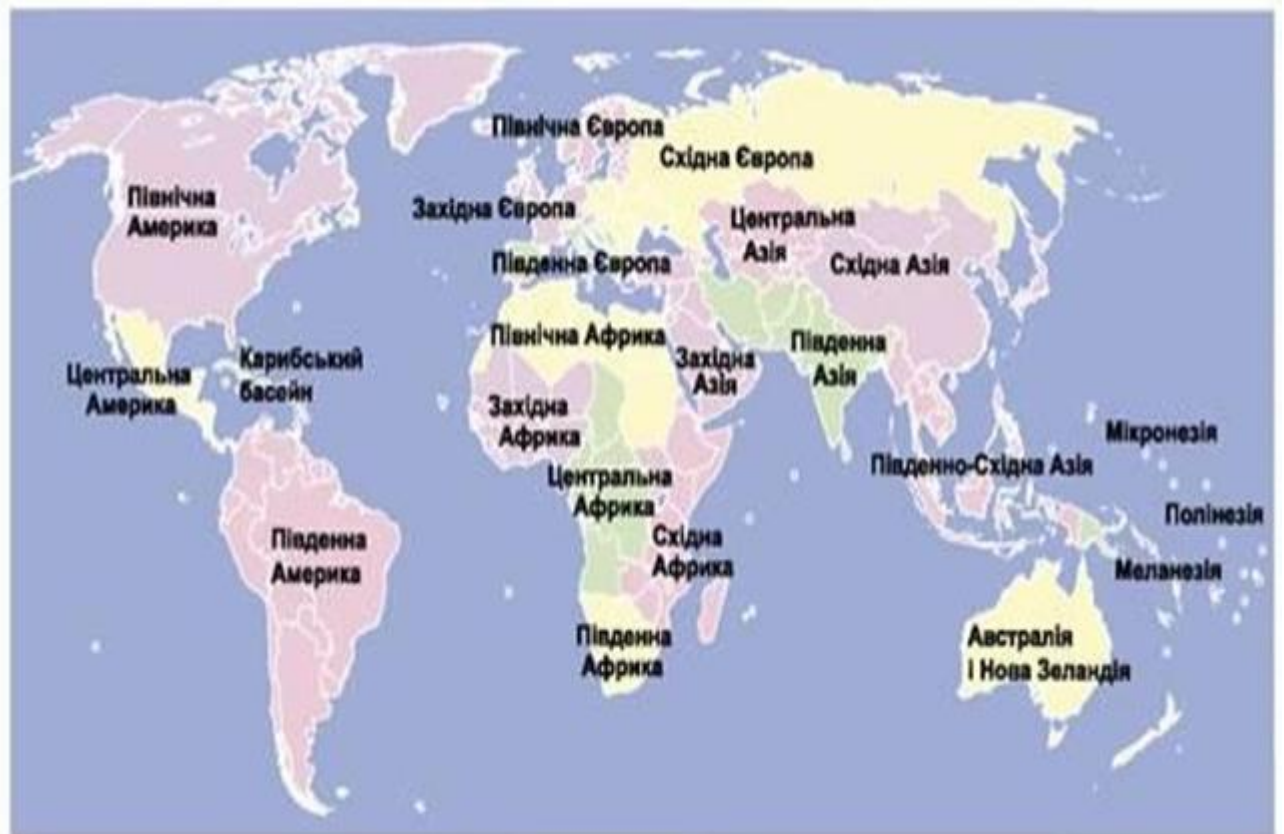 Північна Європа
Східна Європа
Північна
Америка
Західна Європа
Центральна
Азія
Східна Азія
Південна Європа
Північна Африка
Південна
Азія
Західна
Азія
Карибський
басейн
Центральна
Америка
Західна
Африка
Мікронезія
Південно-Східна Азія
Центральна
Африка
Полінезія
Південна
Америка
Східна
Африка
Меланезія
Південна
Африка
Австралія
і Нова Зеландія